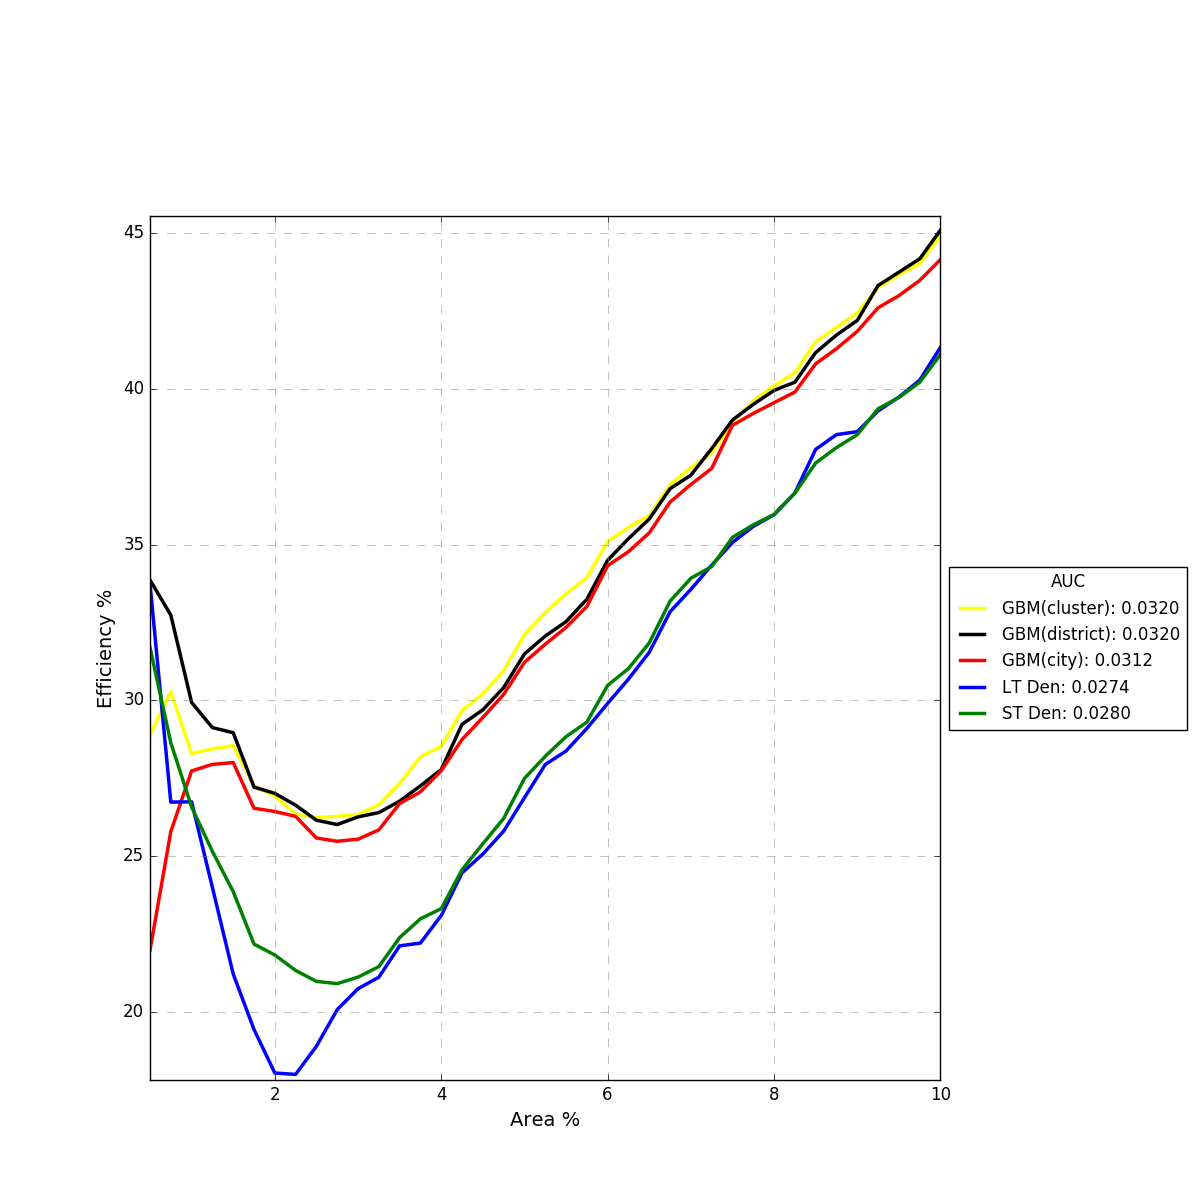 45
40
35
30
25
20
Efficiency %
2 4 6 8 10
Area %
AUC
GBM(cluster): 0.0320
GBM(district): 0.0320
GBM(city): 0.0312
LT Den: 0.0274
ST Den: 0.0280